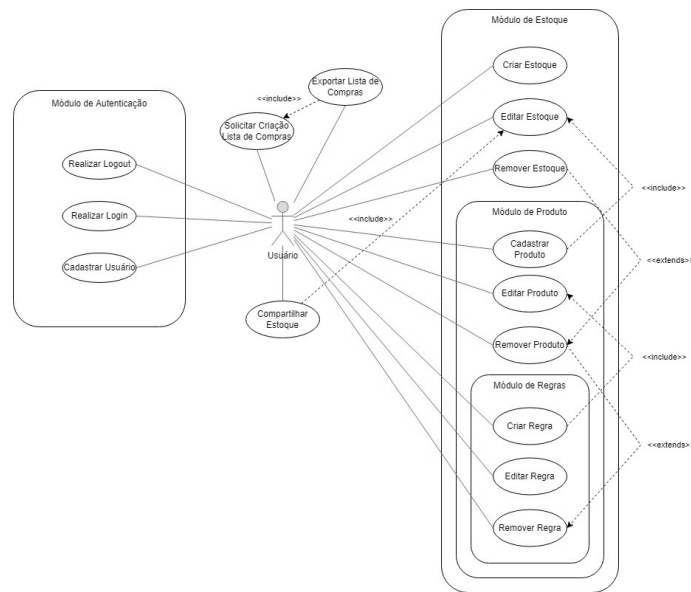 Módulo de Estoque
Criar Estoque
Exportar Lista de
Compras
<<include>>
Módulo de Autenticação
Editar Estoque
Solicitar Criação
Lista de Compras
Realizar Logout
Remover Estoque
<<include>>
Módulo de Produto
Realizar Login
<<include>>
Cadastrar
Produto
Usuário
<<extends>>
Cadastrar Usuário
Editar Produto
Compartilhar
Estoque
Remover Produto
<<include>>
Módulo de Regras
Criar Regra
<<extends>>
Editar Regra
Remover Regra